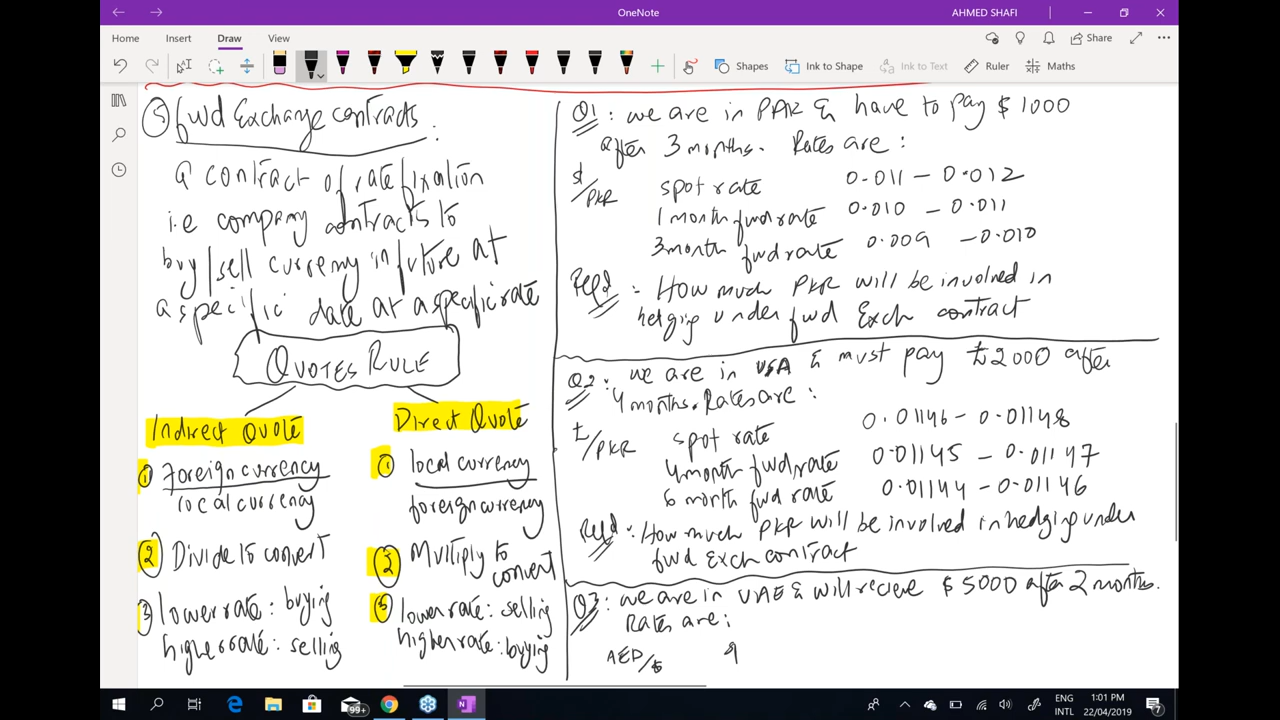 OneNote
AHMED SHAFI
Home
Insert
Draw
View
Share
Shapes
Ink to Shape
Ink to Text
Ruler
Maths
5 fwd Exchange contracts :
a contract of rate fixation
i.e company contracts to
buy/sell currency in future at
a specific date at a specific rate
QUOTES RULE
Indirect Quote
1 Foreign currency
local currency
2 Divide to convert
3 lower rate: buying
higher rate: selling
Direct Quote
1 local currency
foreign currency
2 Multiply to
convert
3 lower rate: selling
higher rate: buying
Q1: we are in PAK & have to pay $ 1000
after 3 months. Rates are:
$/PKR spot rate 0.011 - 0.012
1 month fwd rate 0.010 - 0.011
3 month fwd rate 0.009 - 0.010
Reqd: How much PKR will be involved in
hedging under fwd Exch contract
Q2: we are in USA & must pay £2000 after
4 months. Rates are:
£/PKR spot rate 0.01146 - 0.01148
4 month fwd rate 0.01145 - 0.01147
6 month fwd rate 0.01144 - 0.01146
Reqd: How much PKR will be involved in hedging under
fwd Exch contract
Q3: we are in UAE & will recieve $ 5000 after 2 months.
Rates are:
AED/
99+
ENG
INTL
1:01 PM
22/04/2019
7